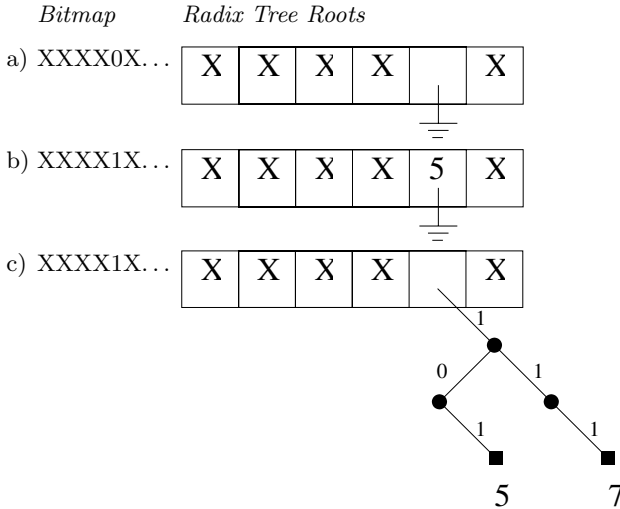 Bitmap Radix Tree Roots
a) XXXX0X... X X X X X
b) XXXX1X... X X X X 5 X
c) XXXX1X... X X X X X
1
0 1
1 1
5 7